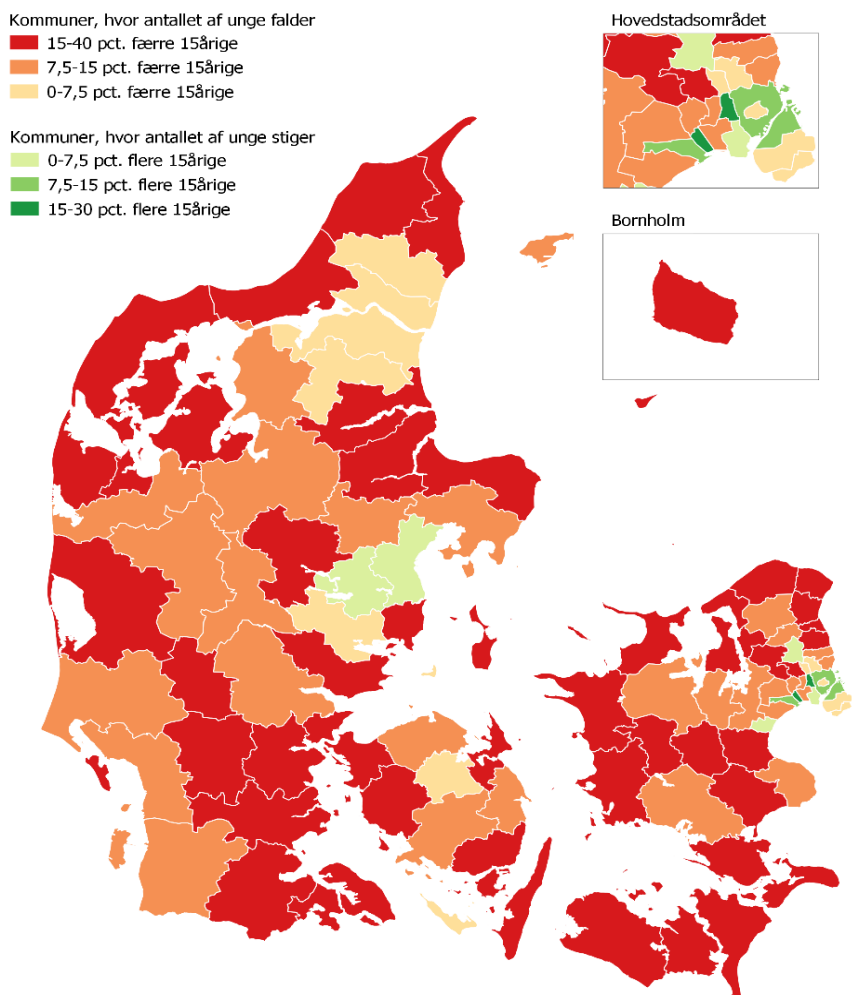 Kommuner, hvor antallet af unge falder
15-40 pct. færre 15årige
7,5-15 pct. færre 15årige
0-7,5 pct. færre 15årige
Kommuner, hvor antallet af unge stiger
0-7,5 pct. flere 15årige
7,5-15 pct. flere 15årige
15-30 pct. flere 15årige
Hovedstadsområdet
Bornholm